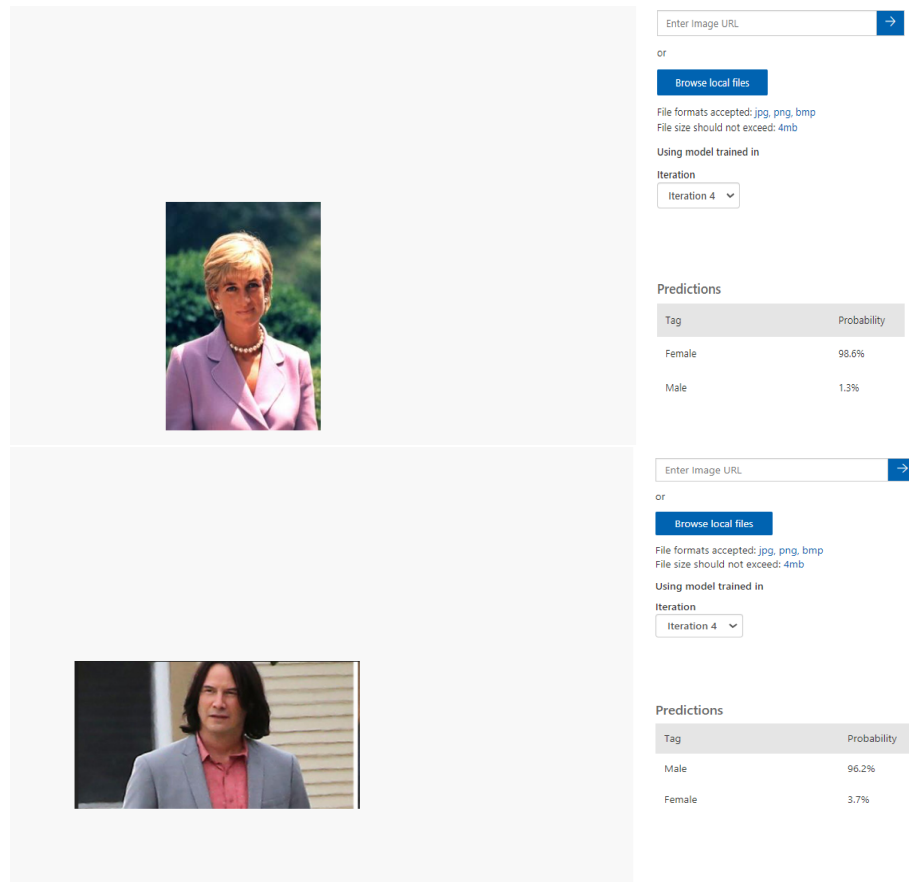 Enter Image URL
or
Browse local files
File formats accepted: jpg, png, bmp
File size should not exceed: 4mb
Using model trained in
Iteration
Iteration 4
Predictions
Tag Probability
Female 98.6%
Male 1.3%
Enter Image URL
or
Browse local files
File formats accepted: jpg, png, bmp
File size should not exceed: 4mb
Using model trained in
Iteration
Iteration 4
Predictions
Tag Probability
Male 96.2%
Female 3.7%